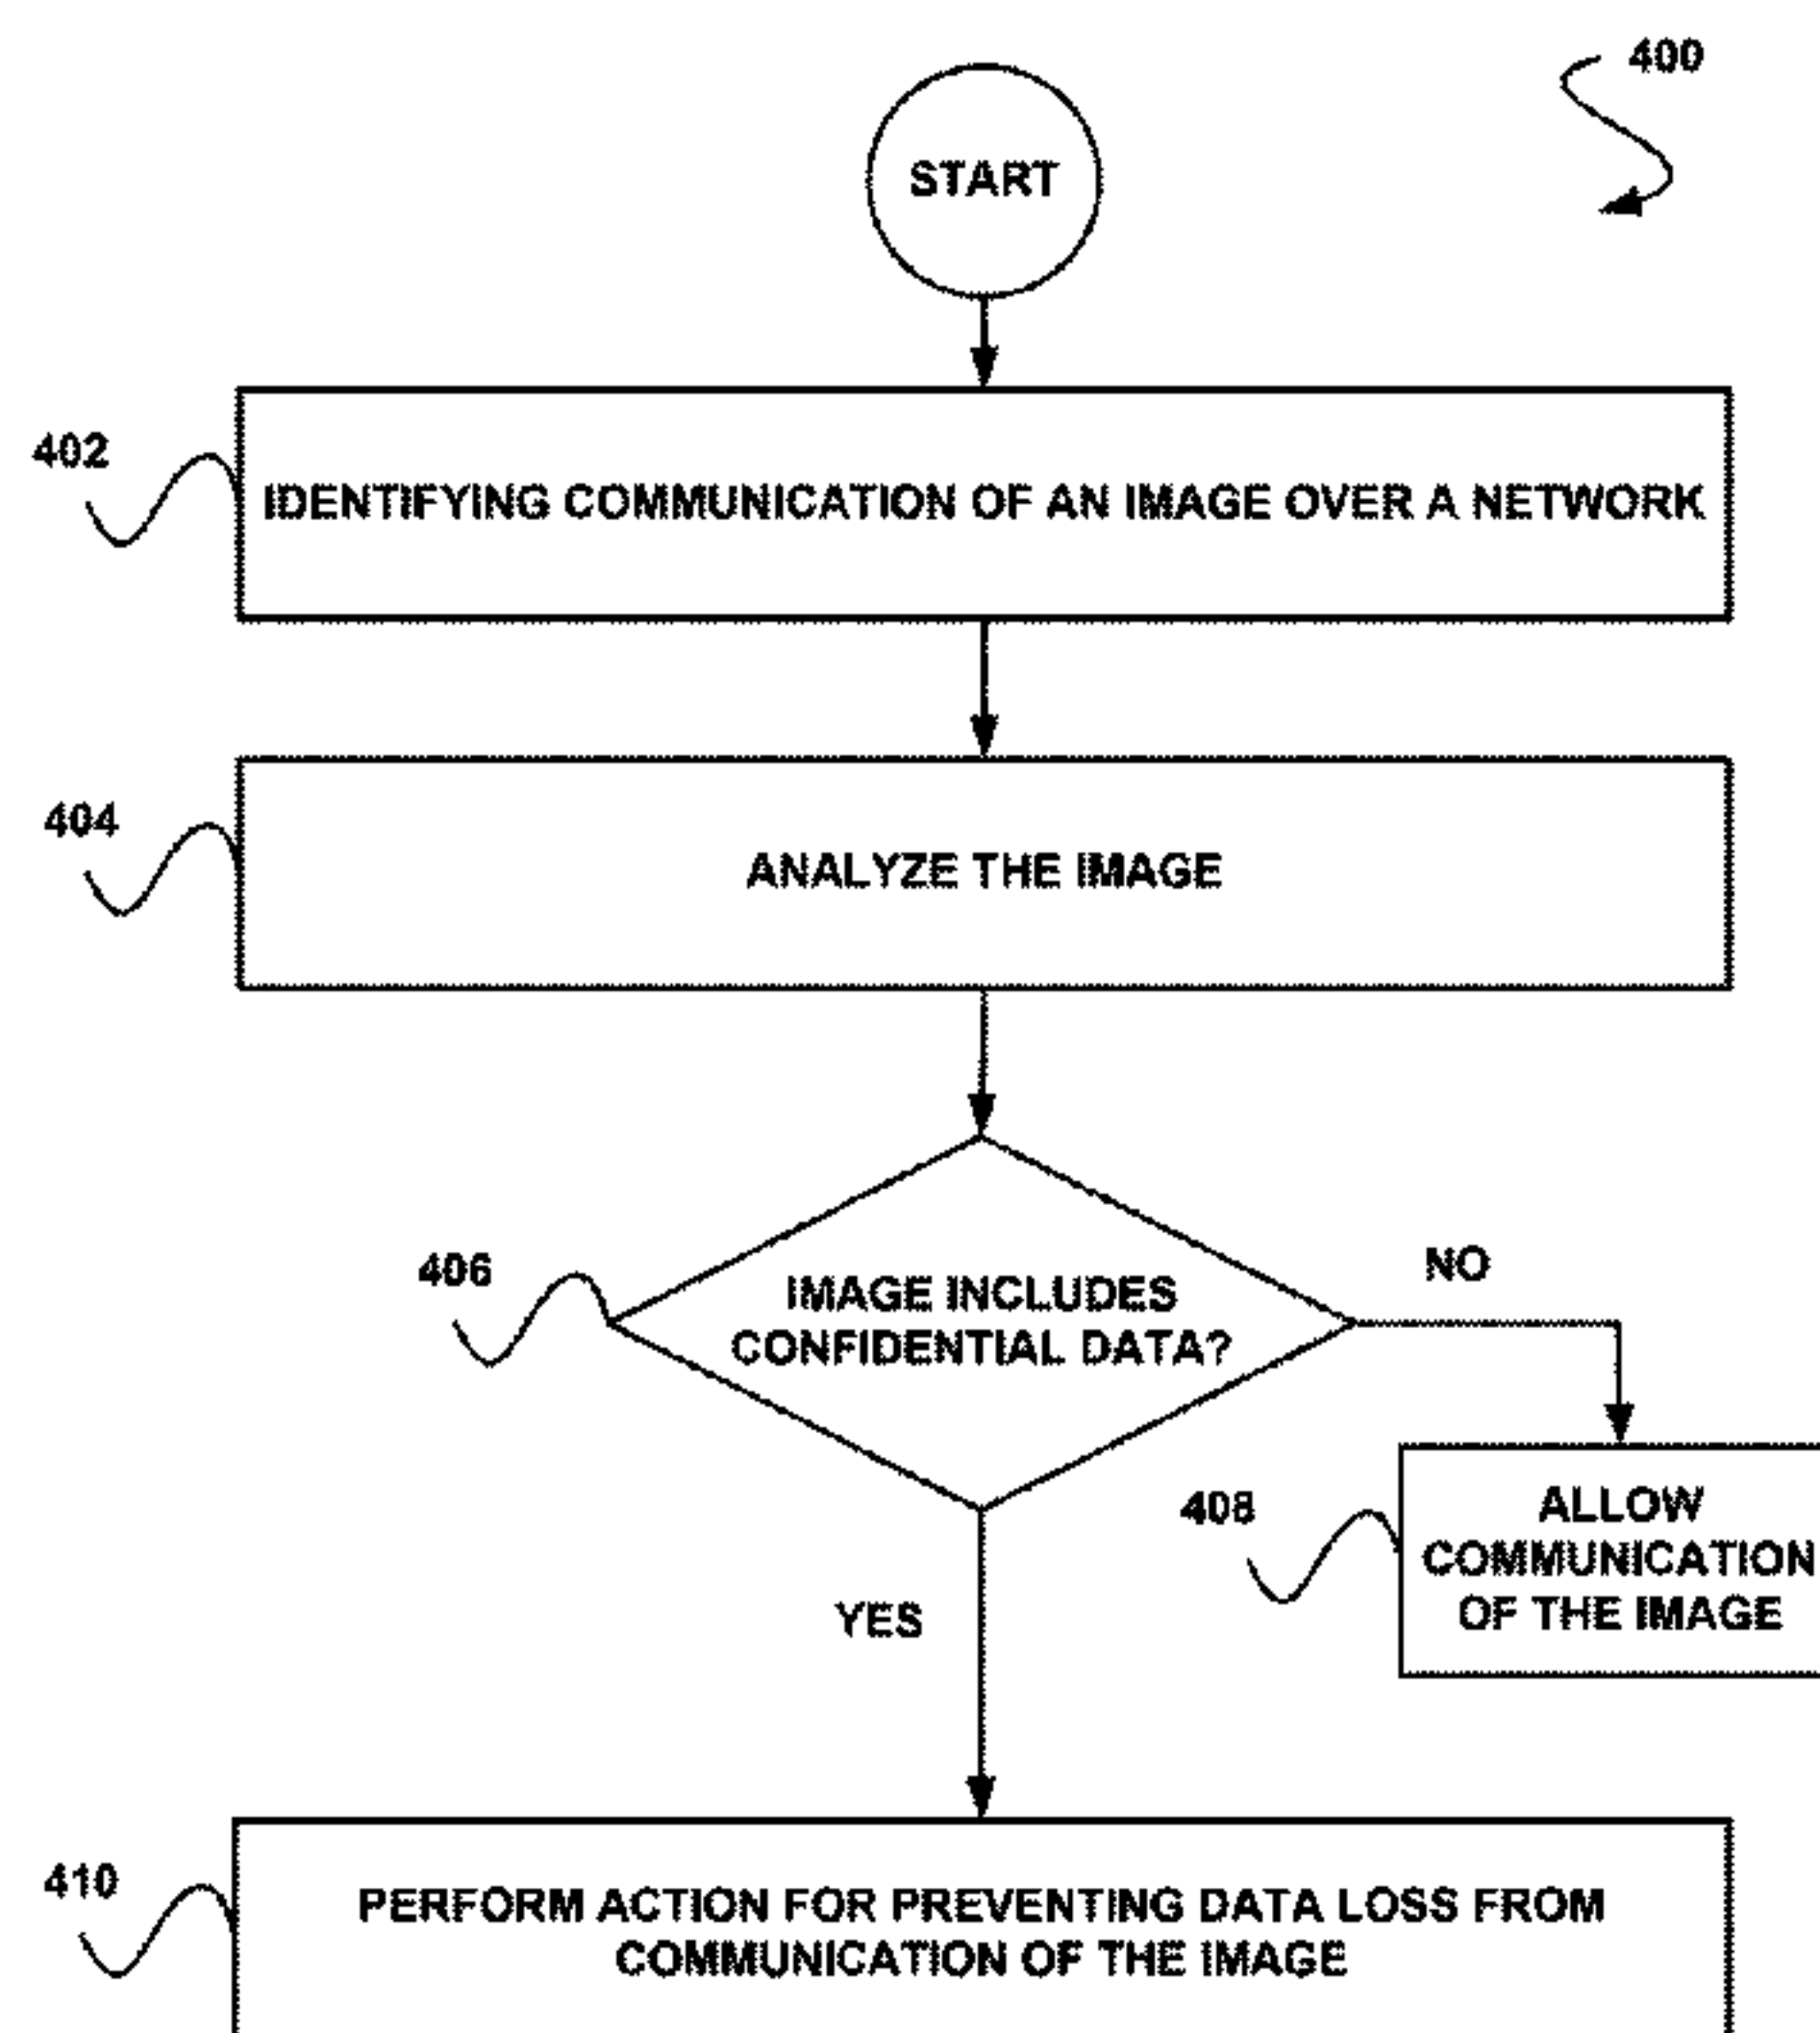 400
START
402
IDENTIFYING COMMUNICATION OF AN IMAGE OVER A NETWORK
404
ANALYZE THE IMAGE
406
IMAGE INCLUDES
CONFIDENTIAL DATA?
NO
408
ALLOW
COMMUNICATION
OF THE IMAGE
YES
410
PERFORM ACTION FOR PREVENTING DATA LOSS FROM
COMMUNICATION OF THE IMAGE